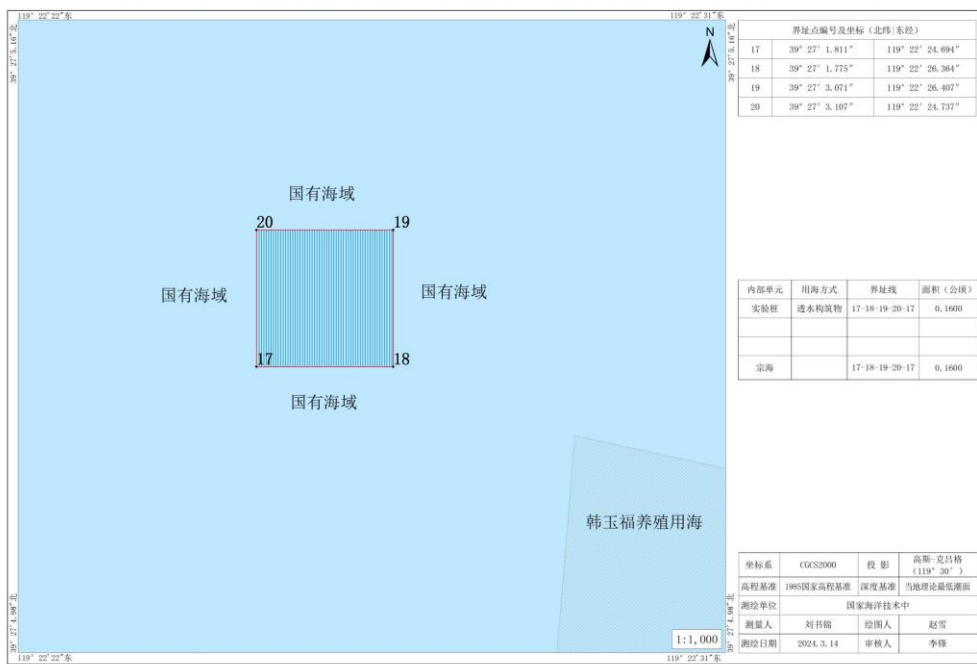 119° 22′ 22″东
119° 22′ 31″东
39° 27′ 5.16″北
39° 27′ 5.16″北
N
国有海域
20
19
国有海域
国有海域
17
18
国有海域
韩玉福养殖用海
1:1,000
39° 27′ 4.98″北
39° 27′ 4.98″北
119° 22′ 22″东
119° 22′ 31″东
界址点编号及坐标（北纬|东经）
17 39° 27′ 1.811″ 119° 22′ 24.694″
18 39° 27′ 1.775″ 119° 22′ 26.364″
19 39° 27′ 3.071″ 119° 22′ 26.407″
20 39° 27′ 3.107″ 119° 22′ 24.737″
内部单元 用海方式 界址线 面积（公顷）
实验桩 透水构筑物 17-18-19-20-17 0.1600
宗海 17-18-19-20-17 0.1600
坐标系 CGCS2000 投 影 高斯-克吕格
(119° 30′ )
高程基准 1985国家高程基准 深度基准 当地理论最低潮面
测绘单位 国家海洋技术中
测量人 刘书锦 绘图人 赵雪
测绘日期 2024.3.14 审核人 李锋